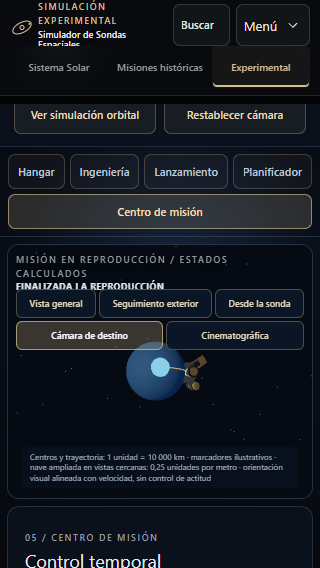 SIMULACIÓN
EXPERIMENTAL
Simulador de Sondas
Espaciales
Buscar
Menú
Sistema Solar
Misiones históricas
Experimental
Ver simulación orbital
Restablecer cámara
Hangar
Ingeniería
Lanzamiento
Planificador
Centro de misión
MISIÓN EN REPRODUCCIÓN / ESTADOS
CALCULADOS
FINALIZADA LA REPRODUCCIÓN
Vista general
Seguimiento exterior
Desde la sonda
Cámara de destino
Cinematográfica
Centros y trayectoria: 1 unidad = 10 000 km · marcadores ilustrativos ·
nave ampliada en vistas cercanas: 0,25 unidades por metro · orientación
visual alineada con velocidad, sin control de actitud
05 / CENTRO DE MISIÓN
Control temporal